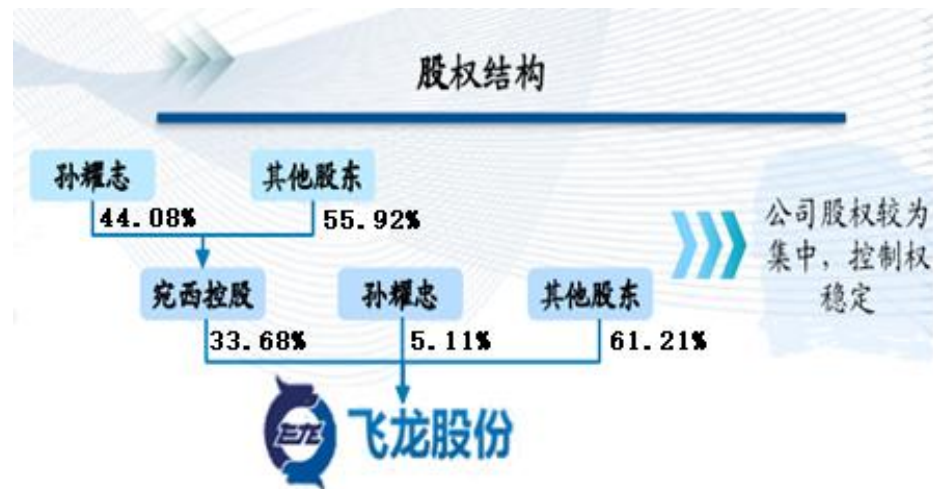 股权结构
孙耀志
其他股东
44.08%
55.92%
宛西控股
孙耀忠
其他股东
33.68%
5.11%
61.21%
飞龙股份
公司股权较为
集中，控制权
稳定